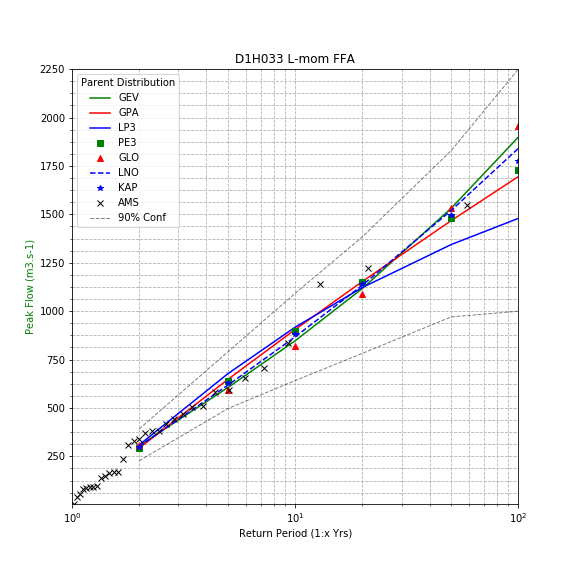 D1H033 L-mom FFA
2250
2000
1750
1500
1250
1000
750
500
250
Peak Flow (m3.s-1)
Parent Distribution
GEV
GPA
LP3
PE3
GLO
LNO
KAP
AMS
90% Conf
10⁰
10¹
10²
Return Period (1:x Yrs)